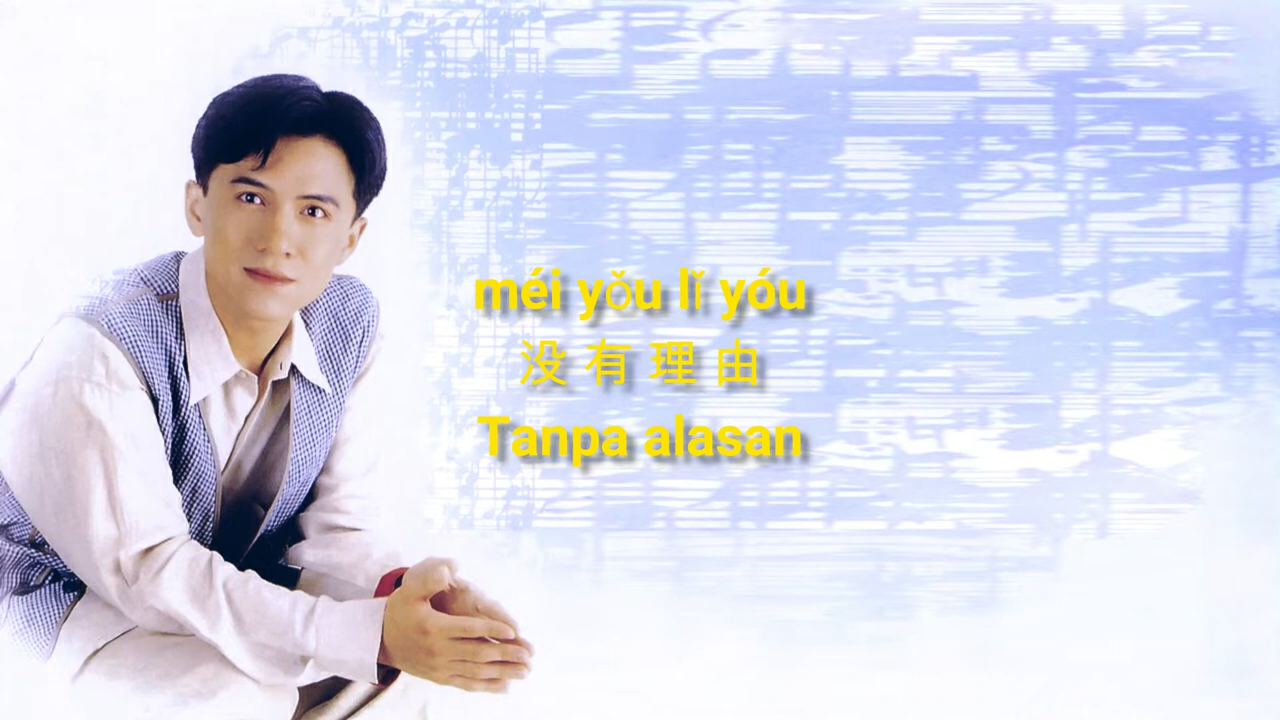 méi yǒu lǐ yóu
没 有 理 由
Tanpa alasan